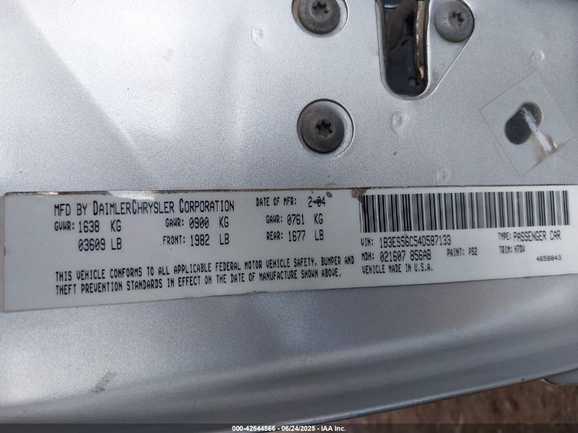 MFD BY DAIMLERCHRYSLER CORPORATION DATE OF MFR: 2-04
GVWR: 1638 KG GAWR: 0900 KG GAWR: 0761 KG
03609 LB FRONT: 1982 LB REAR: 1677 LB
THIS VEHICLE CONFORMS TO ALL APPLICABLE FEDERAL MOTOR VEHICLE SAFETY, BUMPER AND
THEFT PREVENTION STANDARDS IN EFFECT ON THE DATE OF MANUFACTURE SHOWN ABOVE.
VIN: 1B3ES56C54D587133 TYPE: PASSENGER CAR
MDH: 021607 856AB PAINT: PS2 TRIM: H7DV
VEHICLE MADE IN U.S.A. 4658043
000-42544566 - 06/24/2025 - IAA Inc.